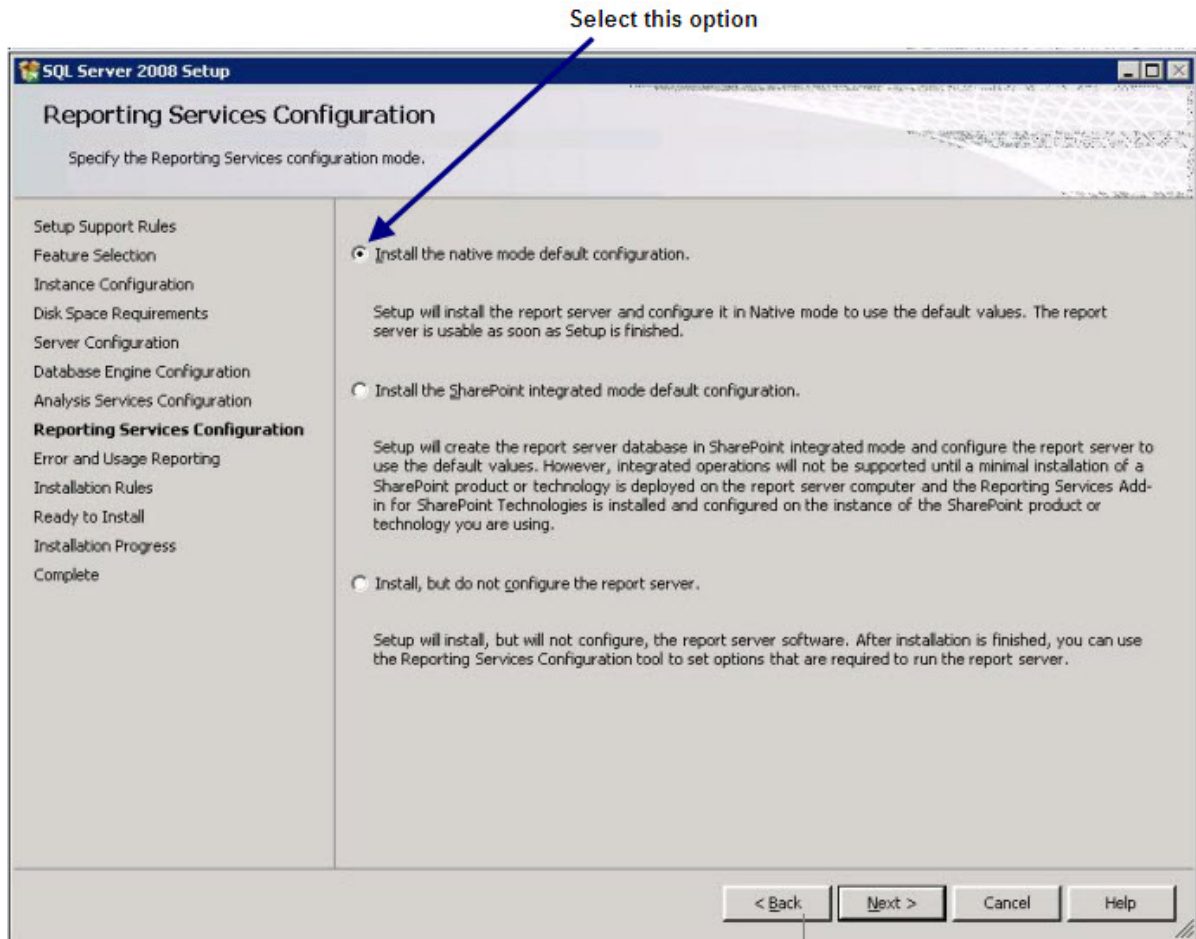 Select this option
SQL Server 2008 Setup
Reporting Services Configuration
Specify the Reporting Services configuration mode.
Setup Support Rules
Feature Selection
Instance Configuration
Disk Space Requirements
Server Configuration
Database Engine Configuration
Analysis Services Configuration
Reporting Services Configuration
Error and Usage Reporting
Installation Rules
Ready to Install
Installation Progress
Complete
Install the native mode default configuration.
Setup will install the report server and configure it in Native mode to use the default values. The report
server is usable as soon as Setup is finished.
Install the SharePoint integrated mode default configuration.
Setup will create the report server database in SharePoint integrated mode and configure the report server to
use the default values. However, integrated operations will not be supported until a minimal installation of a
SharePoint product or technology is deployed on the report server computer and the Reporting Services Add-
in for SharePoint Technologies is installed and configured on the instance of the SharePoint product or
technology you are using.
Install, but do not configure the report server.
Setup will install, but will not configure, the report server software. After installation is finished, you can use
the Reporting Services Configuration tool to set options that are required to run the report server.
< Back
Next >
Cancel
Help